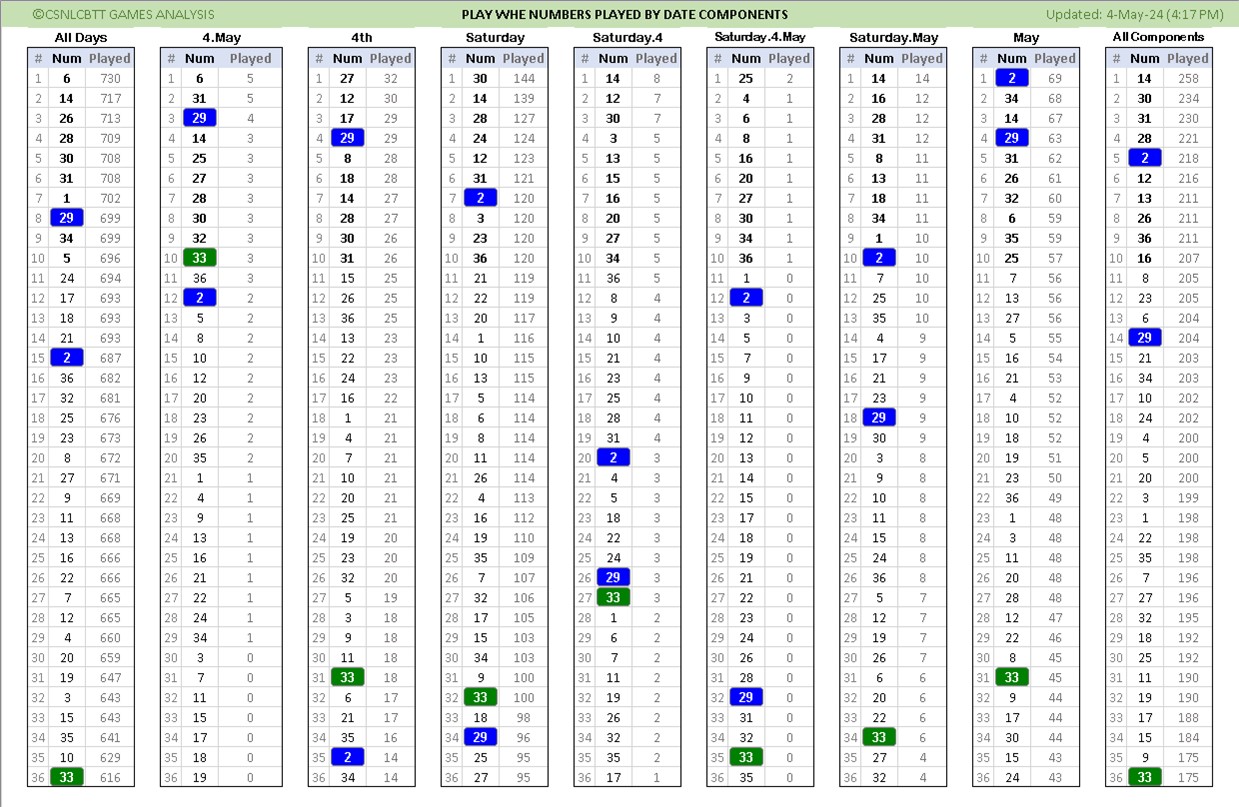 ©CSNLCBTT GAMES ANALYSIS PLAY WHE NUMBERS PLAYED BY DATE COMPONENTS Updated: 4-May-24 (4:17 PM)
All Days 4.May 4th Saturday Saturday.4 Saturday.4.May Saturday.May May All Components
# Num Played # Num Played # Num Played # Num Played # Num Played # Num Played # Num Played # Num Played # Num Played
1 6 730 1 6 5 1 27 32 1 30 144 1 14 8 1 25 2 1 14 14 1 2 69 1 14 258
2 14 717 2 31 5 2 12 30 2 14 139 2 12 7 2 4 1 2 16 12 2 34 68 2 30 234
3 26 713 3 29 4 3 17 29 3 28 127 3 30 7 3 6 1 3 28 12 3 14 67 3 31 230
4 28 709 4 14 3 4 29 29 4 24 124 4 3 5 4 8 1 4 31 12 4 29 63 4 28 221
5 30 708 5 25 3 5 8 28 5 12 123 5 13 5 5 16 1 5 8 11 5 31 62 5 2 218
6 31 708 6 27 3 6 18 28 6 31 121 6 15 5 6 20 1 6 13 11 6 26 61 6 12 216
7 1 702 7 28 3 7 14 27 7 2 120 7 16 5 7 27 1 7 18 11 7 32 60 7 13 211
8 29 699 8 30 3 8 28 27 8 3 120 8 20 5 8 30 1 8 34 11 8 6 59 8 26 211
9 34 699 9 32 3 9 30 26 9 23 120 9 27 5 9 34 1 9 1 10 9 35 59 9 36 211
10 5 696 10 33 3 10 31 26 10 36 120 10 34 5 10 36 1 10 2 10 10 25 57 10 16 207
11 24 694 11 36 3 11 15 25 11 21 119 11 36 5 11 1 0 11 7 10 11 7 56 11 8 205
12 17 693 12 2 2 12 26 25 12 22 119 12 8 4 12 2 0 12 25 10 12 13 56 12 23 205
13 18 693 13 5 2 13 36 25 13 20 117 13 9 4 13 3 0 13 35 10 13 27 56 13 6 204
14 21 693 14 8 2 14 13 23 14 1 116 14 10 4 14 5 0 14 4 9 14 5 55 14 29 204
15 2 687 15 10 2 15 22 23 15 10 115 15 21 4 15 7 0 15 17 9 15 16 54 15 21 203
16 36 682 16 12 2 16 24 23 16 13 115 16 23 4 16 9 0 16 21 9 16 21 53 16 34 203
17 32 681 17 20 2 17 16 22 17 5 114 17 25 4 17 10 0 17 23 9 17 4 52 17 10 202
18 25 676 18 23 2 18 1 21 18 6 114 18 28 4 18 11 0 18 29 9 18 10 52 18 24 202
19 23 673 19 26 2 19 4 21 19 8 114 19 31 4 19 12 0 19 30 9 19 18 52 19 4 200
20 8 672 20 35 2 20 7 21 20 11 114 20 2 3 20 13 0 20 3 8 20 19 51 20 5 200
21 27 671 21 1 1 21 10 21 21 26 114 21 4 3 21 14 0 21 9 8 21 23 50 21 20 200
22 9 669 22 4 1 22 20 21 22 4 113 22 5 3 22 15 0 22 10 8 22 36 49 22 3 199
23 11 668 23 9 1 23 25 21 23 16 112 23 18 3 23 17 0 23 11 8 23 1 48 23 1 198
24 13 668 24 13 1 24 19 20 24 19 110 24 22 3 24 18 0 24 15 8 24 3 48 24 22 198
25 16 666 25 16 1 25 23 20 25 35 109 25 24 3 25 19 0 25 24 8 25 11 48 25 35 198
26 22 666 26 21 1 26 32 20 26 7 107 26 29 3 26 21 0 26 36 8 26 20 48 26 7 196
27 7 665 27 22 1 27 5 19 27 32 106 27 33 3 27 22 0 27 5 7 27 28 48 27 27 196
28 12 665 28 24 1 28 3 18 28 17 105 28 1 2 28 23 0 28 12 7 28 12 47 28 32 195
29 4 660 29 34 1 29 9 18 29 15 103 29 6 2 29 24 0 29 19 7 29 22 46 29 18 192
30 20 659 30 3 0 30 11 18 30 34 103 30 7 2 30 26 0 30 26 7 30 8 45 30 25 192
31 19 647 31 7 0 31 33 18 31 9 100 31 11 2 31 28 0 31 6 6 31 33 45 31 11 190
32 3 643 32 11 0 32 6 17 32 33 100 32 19 2 32 29 0 32 20 6 32 9 44 32 19 190
33 15 643 33 15 0 33 21 17 33 18 98 33 26 2 33 31 0 33 22 6 33 17 44 33 17 188
34 35 641 34 17 0 34 35 16 34 29 96 34 32 2 34 32 0 34 33 6 34 30 44 34 15 184
35 10 629 35 18 0 35 2 14 35 25 95 35 35 2 35 33 0 35 27 4 35 15 43 35 9 175
36 33 616 36 19 0 36 34 14 36 27 95 36 17 1 36 35 0 36 32 4 36 24 43 36 33 175